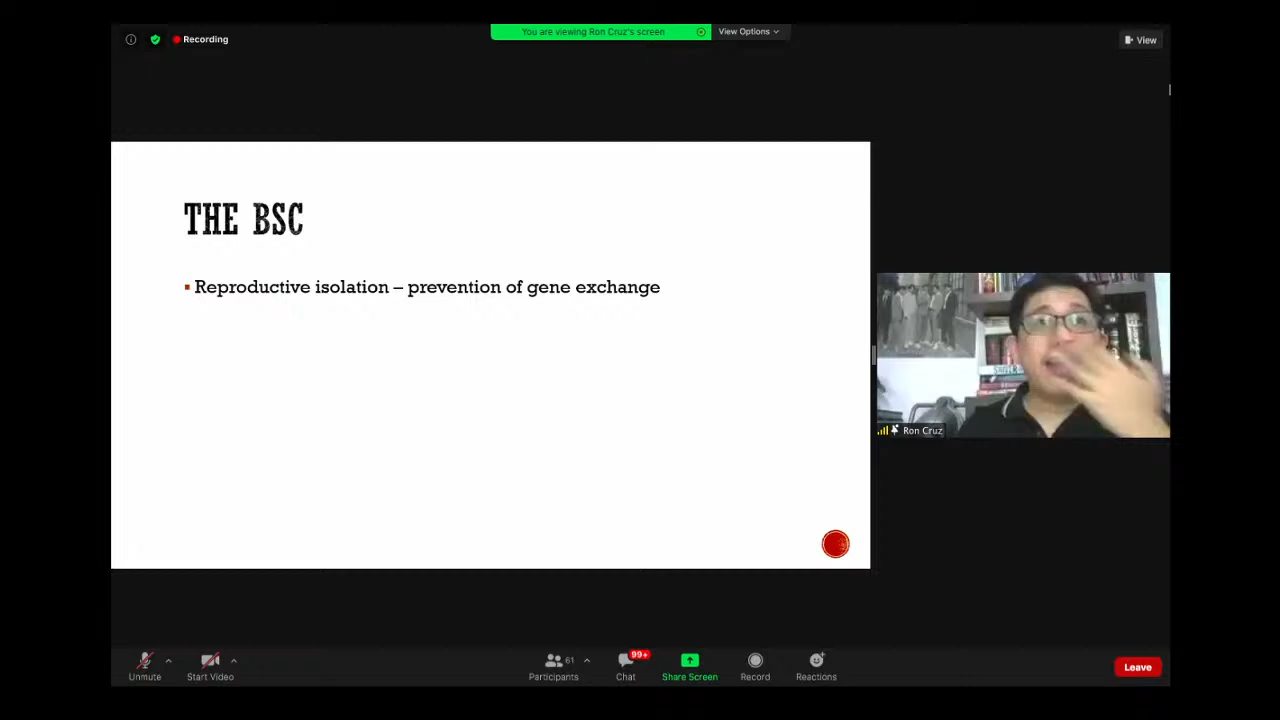 Recording
You are viewing Ron Cruz's screen
View Options
View
THE BSC
▪ Reproductive isolation – prevention of gene exchange
Ron Cruz
Unmute
Start Video
61
Participants
99+
Chat
Share Screen
Record
Reactions
Leave